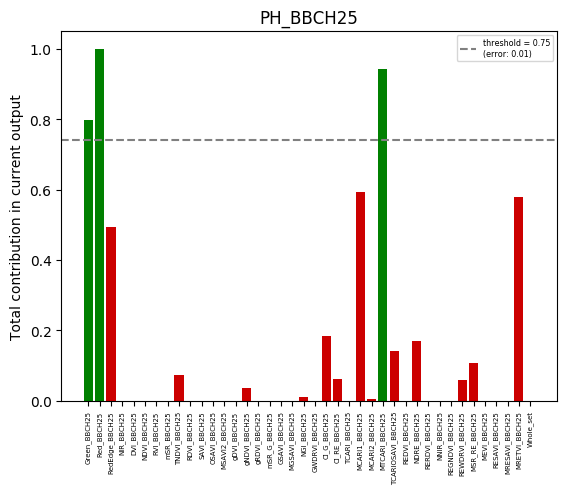 PH_BBCH25
threshold = 0.75
(error: 0.01)
Total contribution in current output
1.0
0.8
0.6
0.4
0.2
0.0
Green_BBCH25
Red_BBCH25
RedEdge_BBCH25
NIR_BBCH25
DVI_BBCH25
NDVI_BBCH25
RVI_BBCH25
mSR_BBCH25
TNDVI_BBCH25
RDVI_BBCH25
SAVI_BBCH25
OSAVI_BBCH25
MSAVI2_BBCH25
gDVI_BBCH25
gNDVI_BBCH25
gRDVI_BBCH25
mSR_G_BBCH25
GSAVI_BBCH25
MGSAVI_BBCH25
NGI_BBCH25
GWDRVI_BBCH25
CI_G_BBCH25
CI_RE_BBCH25
TCARI_BBCH25
MCARI1_BBCH25
MCARI2_BBCH25
MTCARI_BBCH25
TCARIOSAVI_BBCH25
REDVI_BBCH25
NDRE_BBCH25
RERDVI_BBCH25
NNIR_BBCH25
REGNDVI_BBCH25
REWDRVI_BBCH25
MSR_RE_BBCH25
MEVI_BBCH25
RESAVI_BBCH25
MRESAVI_BBCH25
MRETVI_BBCH25
Whole_set